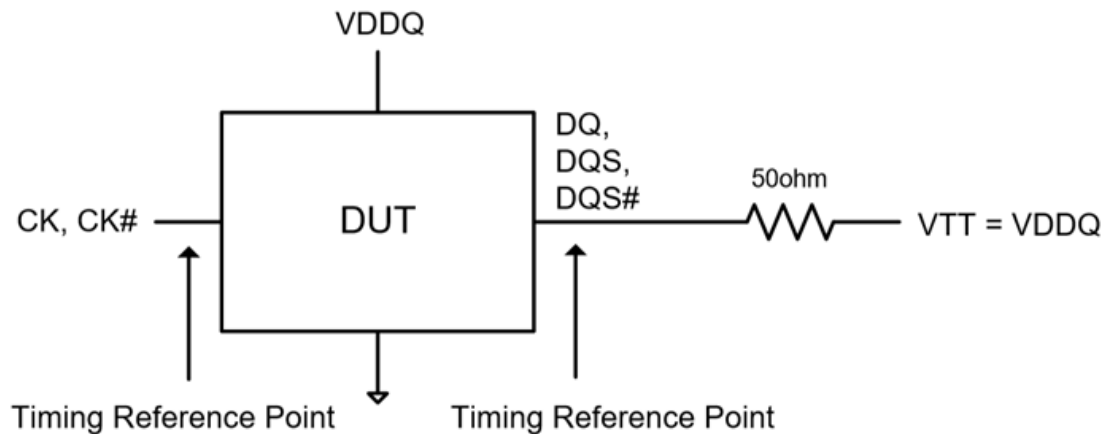 VDDQ
DQ,
DQS,
DQS#
50ohm
CK, CK#
DUT
VTT = VDDQ
Timing Reference Point
Timing Reference Point